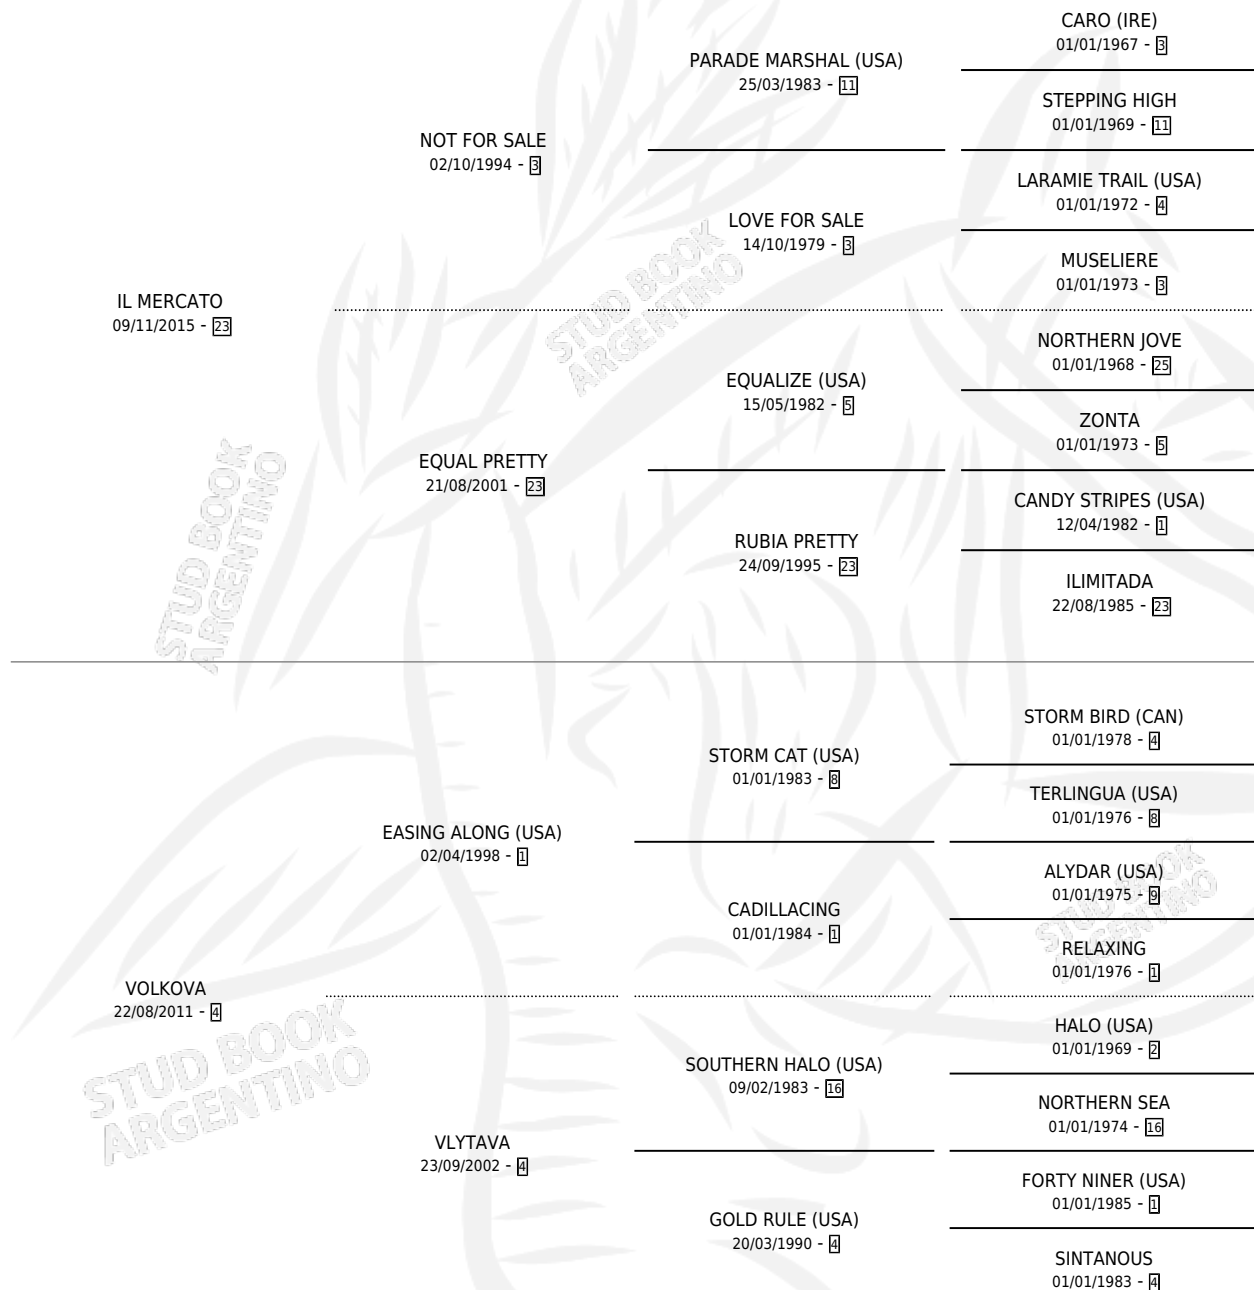 CARO (IRE)
01/01/1967 - 3
PARADE MARSHAL (USA)
25/03/1983 - 11
STEPPING HIGH
01/01/1969 - 11
NOT FOR SALE
02/10/1994 - 3
LARAMIE TRAIL (USA)
01/01/1972 - 4
LOVE FOR SALE
14/10/1979 - 3
MUSELIERE
01/01/1973 - 3
IL MERCATO
09/11/2015 - 23
STUD BOOK
ARGENTINO
NORTHERN JOVE
01/01/1968 - 25
EQUALIZE (USA)
15/05/1982 - 5
ZONTA
01/01/1973 - 5
EQUAL PRETTY
21/08/2001 - 23
CANDY STRIPES (USA)
12/04/1982 - 1
RUBIA PRETTY
24/09/1995 - 23
ILIMITADA
22/08/1985 - 23
STUD BOOK
ARGENTINO
STORM BIRD (CAN)
01/01/1978 - 4
STORM CAT (USA)
01/01/1983 - 8
TERLINGUA (USA)
01/01/1976 - 8
EASING ALONG (USA)
02/04/1998 - 1
ALYDAR (USA)
01/01/1975 - 9
CADILLACING
01/01/1984 - 1
RELAXING
01/01/1976 - 1
STUD BOOK
ARGENTINO
VOLKOVA
22/08/2011 - 4
HALO (USA)
01/01/1969 - 2
SOUTHERN HALO (USA)
09/02/1983 - 16
NORTHERN SEA
01/01/1974 - 16
STUD BOOK
ARGENTINO
VLYTAVA
23/09/2002 - 4
FORTY NINER (USA)
01/01/1985 - 1
GOLD RULE (USA)
20/03/1990 - 4
SINTANOUS
01/01/1983 - 4